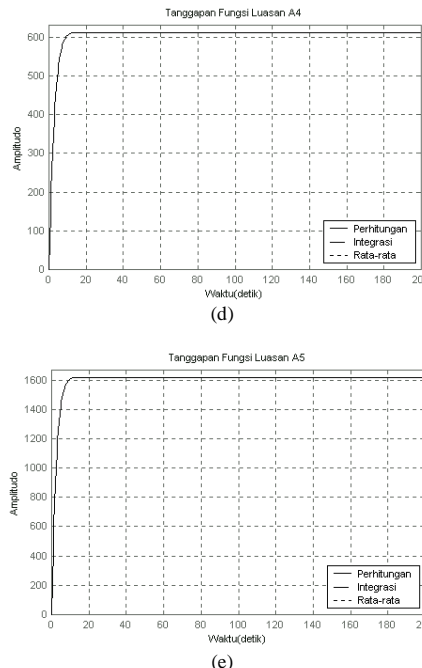 Tanggapan Fungsi Luasan A4
600
500
400
300
200
100
0
Amplitudo
Perhitungan
Integrasi
Rata-rata
0 20 40 60 80 100 120 140 160 180 200
Waktu(detik)
(d)
Tanggapan Fungsi Luasan A5
1600
1400
1200
1000
800
600
400
200
0
Amplitudo
Perhitungan
Integrasi
Rata-rata
0 20 40 60 80 100 120 140 160 180 200
Waktu(detik)
(e)